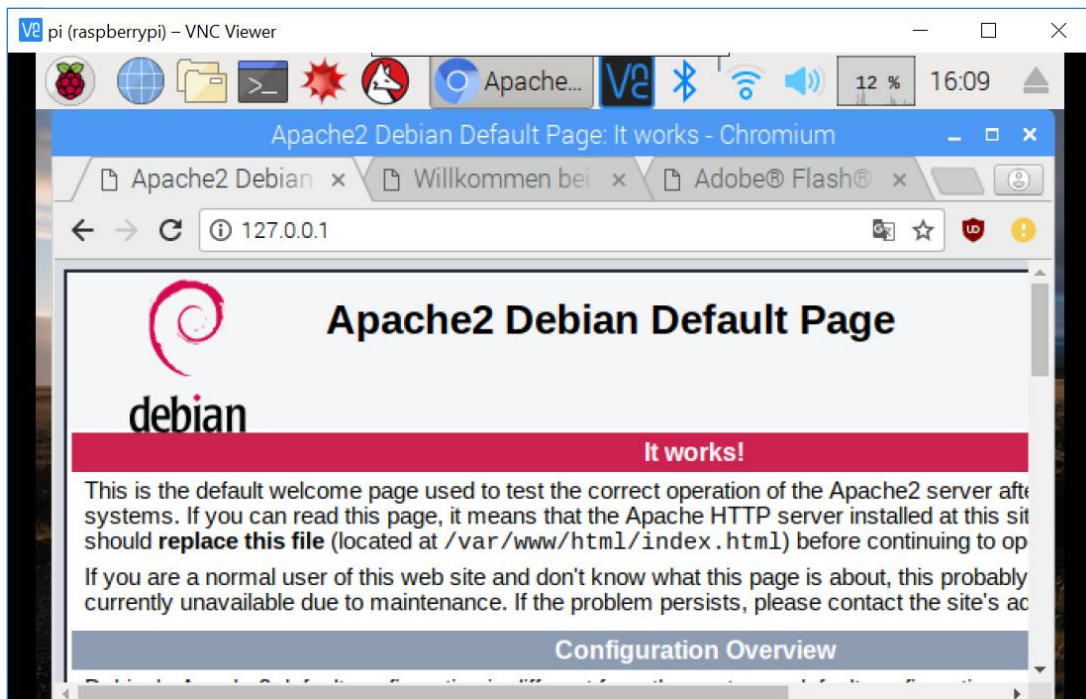 pi (raspberrypi) – VNC Viewer
Apache... 12 % 16:09
Apache2 Debian Default Page: It works - Chromium
Apache2 Debian Willkommen bei Adobe® Flash®
127.0.0.1
Apache2 Debian Default Page
debian
It works!
This is the default welcome page used to test the correct operation of the Apache2 server afte
systems. If you can read this page, it means that the Apache HTTP server installed at this sit
should replace this file (located at /var/www/html/index.html) before continuing to op
If you are a normal user of this web site and don't know what this page is about, this probably
currently unavailable due to maintenance. If the problem persists, please contact the site's ad
Configuration Overview